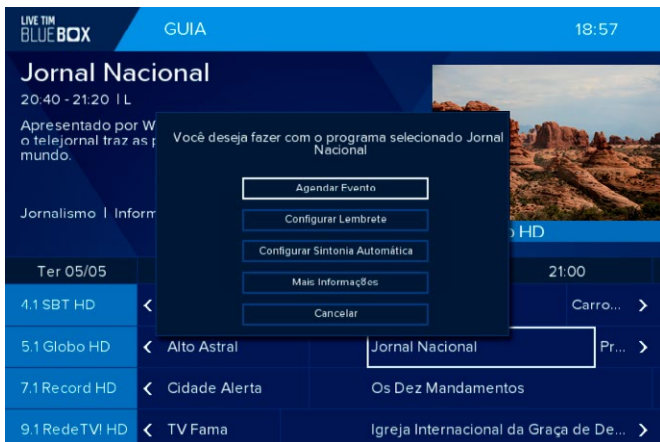 LIVE TIM
BLUE BOX
GUIA
18:57
Jornal Nacional
20:40 - 21:20 | L
Apresentado por W
o telejornal traz as p
mundo.
Jornalismo | Inform
Você deseja fazer com o programa selecionado Jornal
Nacional
Agendar Evento
Configurar Lembrete
Configurar Sintonia Automática
Mais Informações
Cancelar
HD
Ter 05/05
21:00
4.1 SBT HD
Carro...
5.1 Globo HD
Alto Astral
Jornal Nacional
Pr...
7.1 Record HD
Cidade Alerta
Os Dez Mandamentos
9.1 RedeTV! HD
TV Fama
Igreja Internacional da Graça de De...